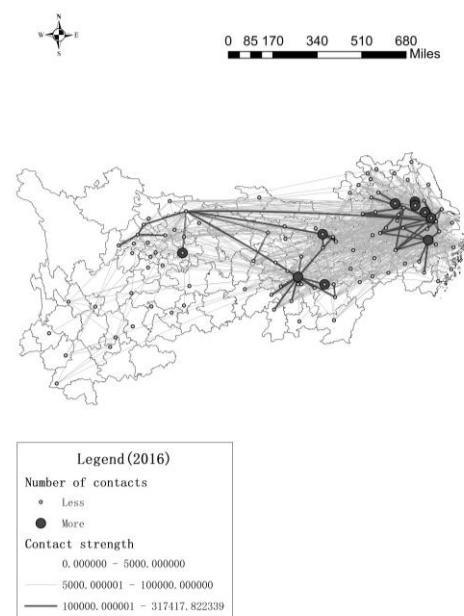 N
W E
S
0 85 170 340 510 680
Miles
Legend(2016)
Number of contacts
Less
More
Contact strength
0.000000 - 5000.000000
5000.000001 - 100000.000000
100000.000001 - 317417.822339